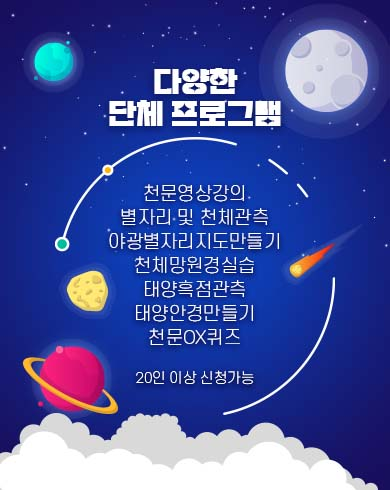 다양한
단체 프로그램
천문영상강의
별자리 및 천체관측
야광별자리지도만들기
천체망원경실습
태양흑점관측
태양안경만들기
천문OX퀴즈
20인 이상 신청가능